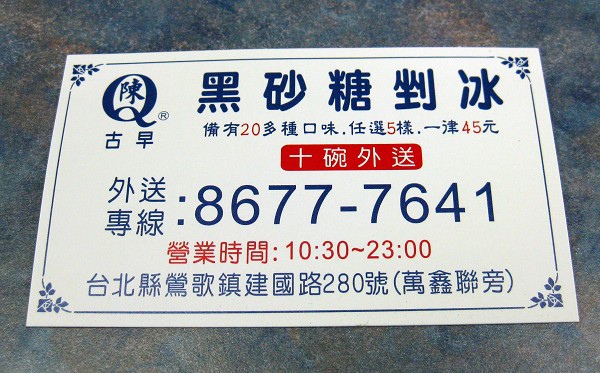 陳
Q®
古早
黑砂糖剉冰
備有20多種口味.任選5樣.一律45元
十碗外送
外送專線:8677-7641
營業時間:10:30~23:00
台北縣鶯歌鎮建國路280號(萬鑫聯旁)